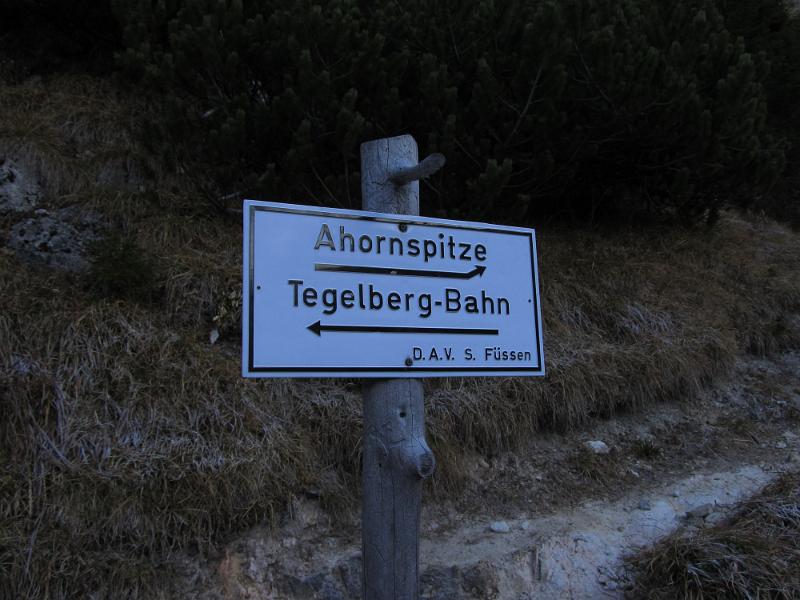 Ahornspitze
Tegelberg-Bahn
D.A.V. S. Füssen